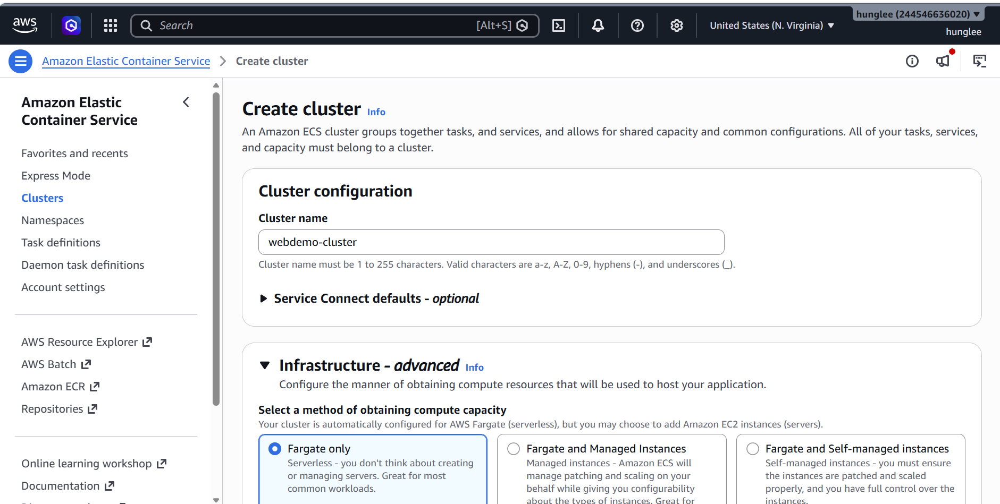 aws
Search
[Alt+S]
United States (N. Virginia)
hunglee (244546636020)
hunglee
Amazon Elastic Container Service
Create cluster
Amazon Elastic
Container Service
Favorites and recents
Express Mode
Clusters
Namespaces
Task definitions
Daemon task definitions
Account settings
AWS Resource Explorer
AWS Batch
Amazon ECR
Repositories
Online learning workshop
Documentation
Create cluster Info
An Amazon ECS cluster groups together tasks, and services, and allows for shared capacity and common configurations. All of your tasks, services,
and capacity must belong to a cluster.
Cluster configuration
Cluster name
webdemo-cluster
Cluster name must be 1 to 255 characters. Valid characters are a-z, A-Z, 0-9, hyphens (-), and underscores (_).
Service Connect defaults - optional
Infrastructure - advanced Info
Configure the manner of obtaining compute resources that will be used to host your application.
Select a method of obtaining compute capacity
Your cluster is automatically configured for AWS Fargate (serverless), but you may choose to add Amazon EC2 instances (servers).
Fargate only
Serverless - you don't think about creating
or managing servers. Great for most
common workloads.
Fargate and Managed Instances
Managed instances - Amazon ECS will
manage patching and scaling on your
behalf while giving you configurability
about the types of instances. Great for
Fargate and Self-managed instances
Self-managed instances - you must ensure
the instances are patched and scaled
properly, and you have full control over the
instances.